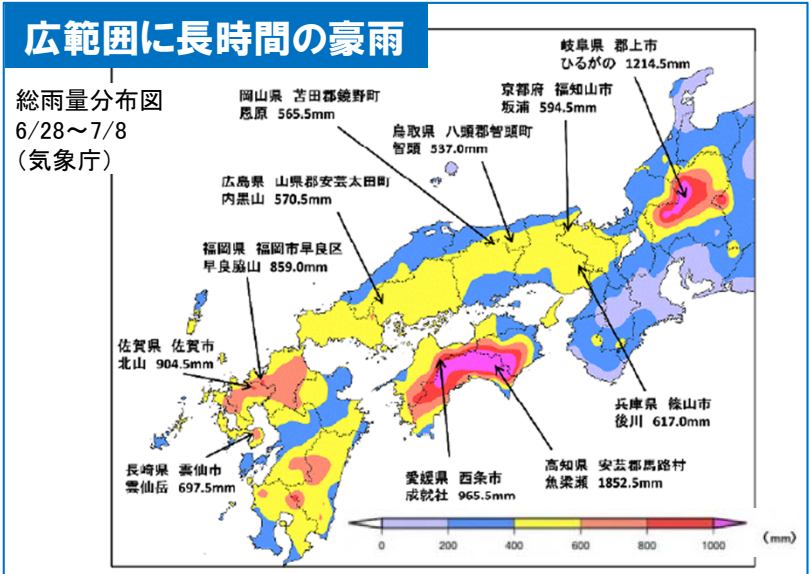 広範囲に長時間の豪雨
総雨量分布図
6/28～7/8
（気象庁）
岐阜県 郡上市
ひるがの 1214.5mm
岡山県 苫田郡鏡野町
恩原 565.5mm
京都府 福知山市
坂浦 594.5mm
鳥取県 八頭郡智頭町
智頭 537.0mm
広島県 山県郡安芸太田町
内黒山 570.5mm
福岡県 福岡市早良区
早良脇山 859.0mm
佐賀県 佐賀市
北山 904.5mm
長崎県 雲仙市
雲仙岳 697.5mm
兵庫県 篠山市
後川 617.0mm
愛媛県 西条市
成就社 965.5mm
高知県 安芸郡馬路村
魚梁瀬 1852.5mm
0 200 400 600 800 1000 (mm)